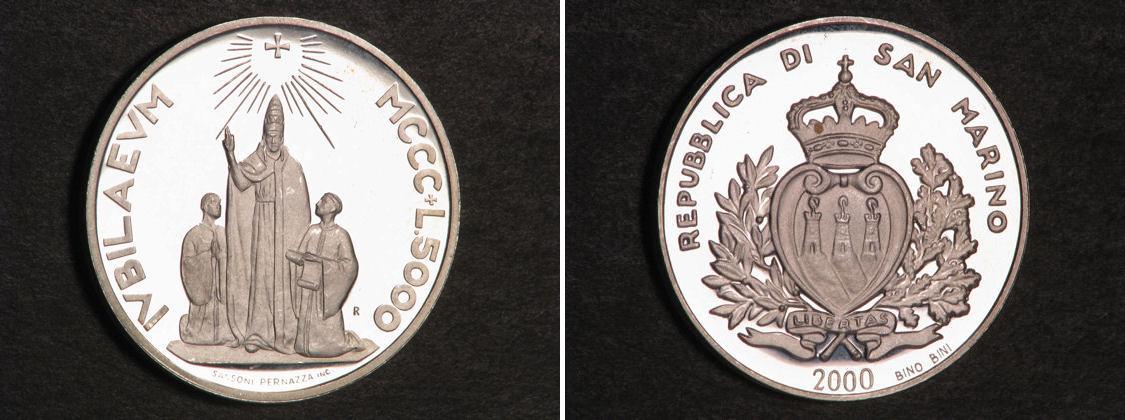 IVBILAEVM
MCCC+L.5000
R
SASSONI PERNAZZA INC.
REPUBBLICA DI SAN MARINO
LIBERTAS
2000
BINO BINI